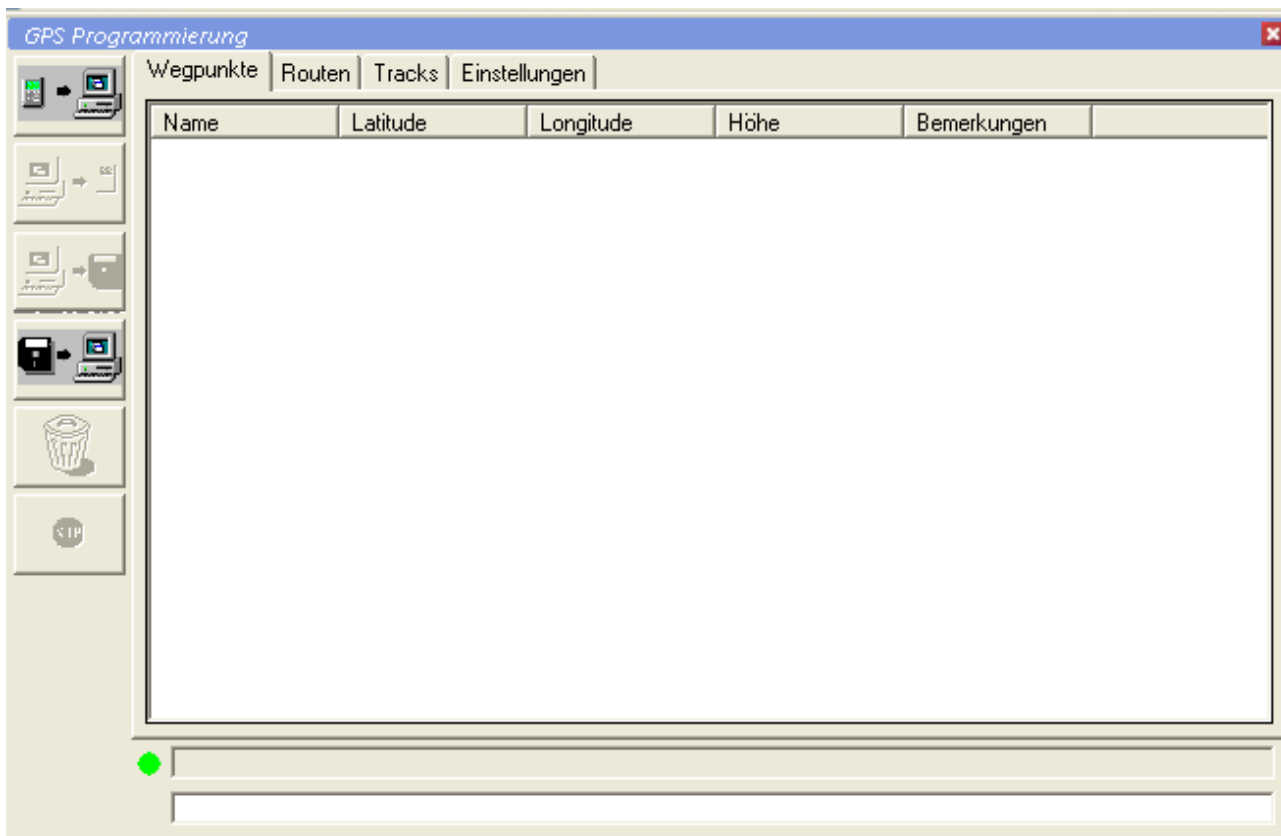 GPS Programmierung
Wegpunkte Routen Tracks Einstellungen
Name Latitude Longitude Höhe Bemerkungen